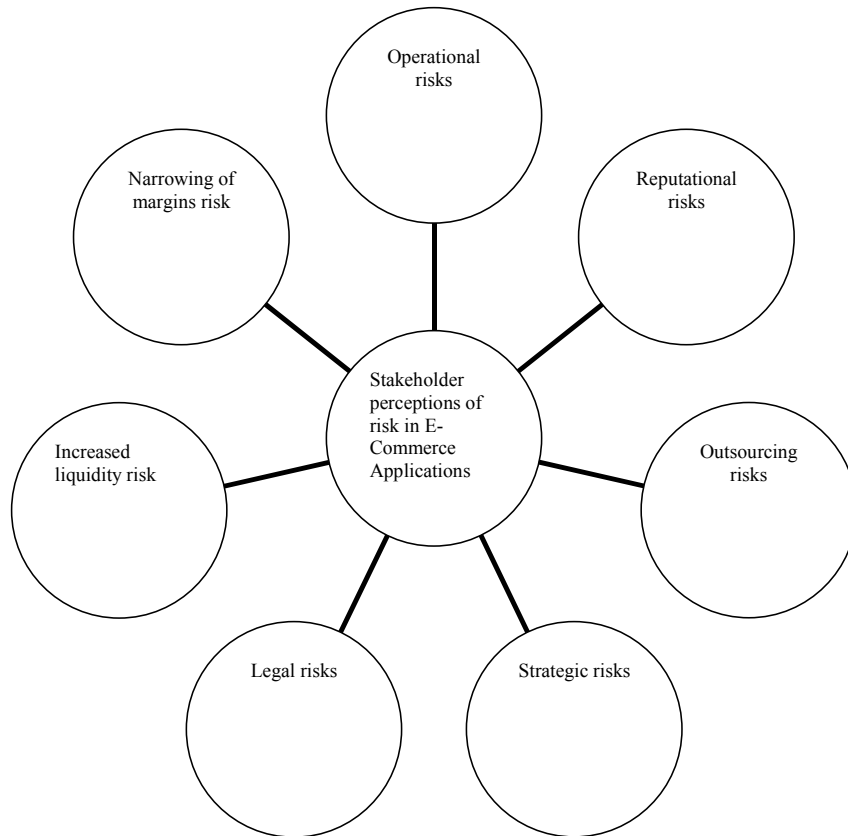 Operational
risks
Narrowing of
margins risk
Reputational
risks
Stakeholder
perceptions of
risk in E-
Commerce
Applications
Increased
liquidity risk
Outsourcing
risks
Legal risks
Strategic risks